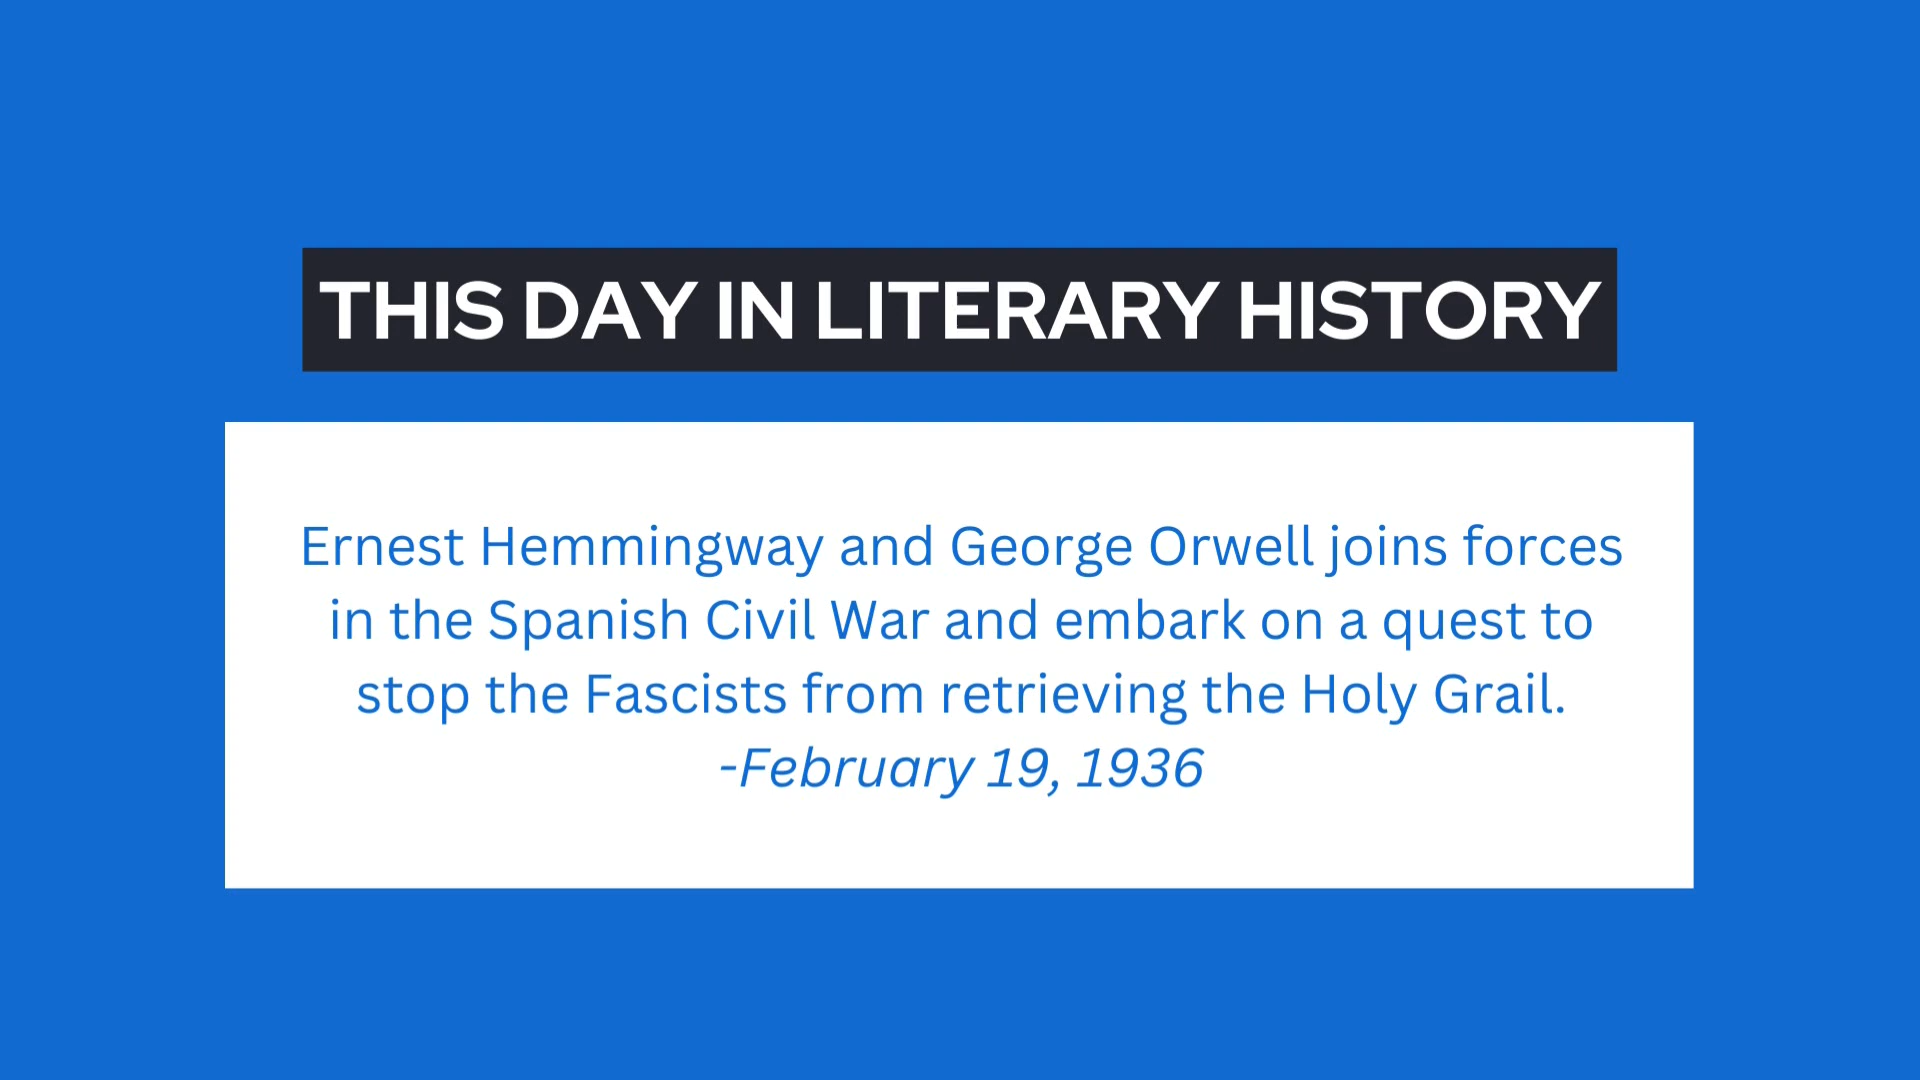 THIS DAY IN LITERARY HISTORY
Ernest Hemmingway and George Orwell joins forces
in the Spanish Civil War and embark on a quest to
stop the Fascists from retrieving the Holy Grail.
-February 19, 1936